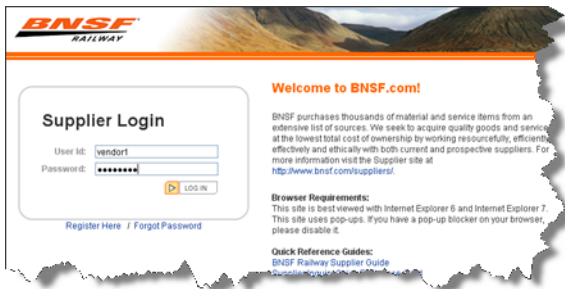 BNSF
RAILWAY
Welcome to BNSF.com!
Supplier Login
User Id: vendor1
Password: ••••••••
LOG IN
Register Here / Forgot Password
BNSF purchases thousands of material and service items from an
extensive list of sources. We seek to acquire quality goods and service
at the lowest total cost of ownership by working resourcefully, efficiently
effectively and ethically with both current and prospective suppliers. For
more information visit the Supplier site at
http://www.bnsf.com/suppliers/.
Browser Requirements:
This site is best viewed with Internet Explorer 6 and Internet Explorer 7.
This site uses pop-ups. If you have a pop-up blocker on your browser,
please disable it.
Quick Reference Guides:
BNSF Railway Supplier Guide